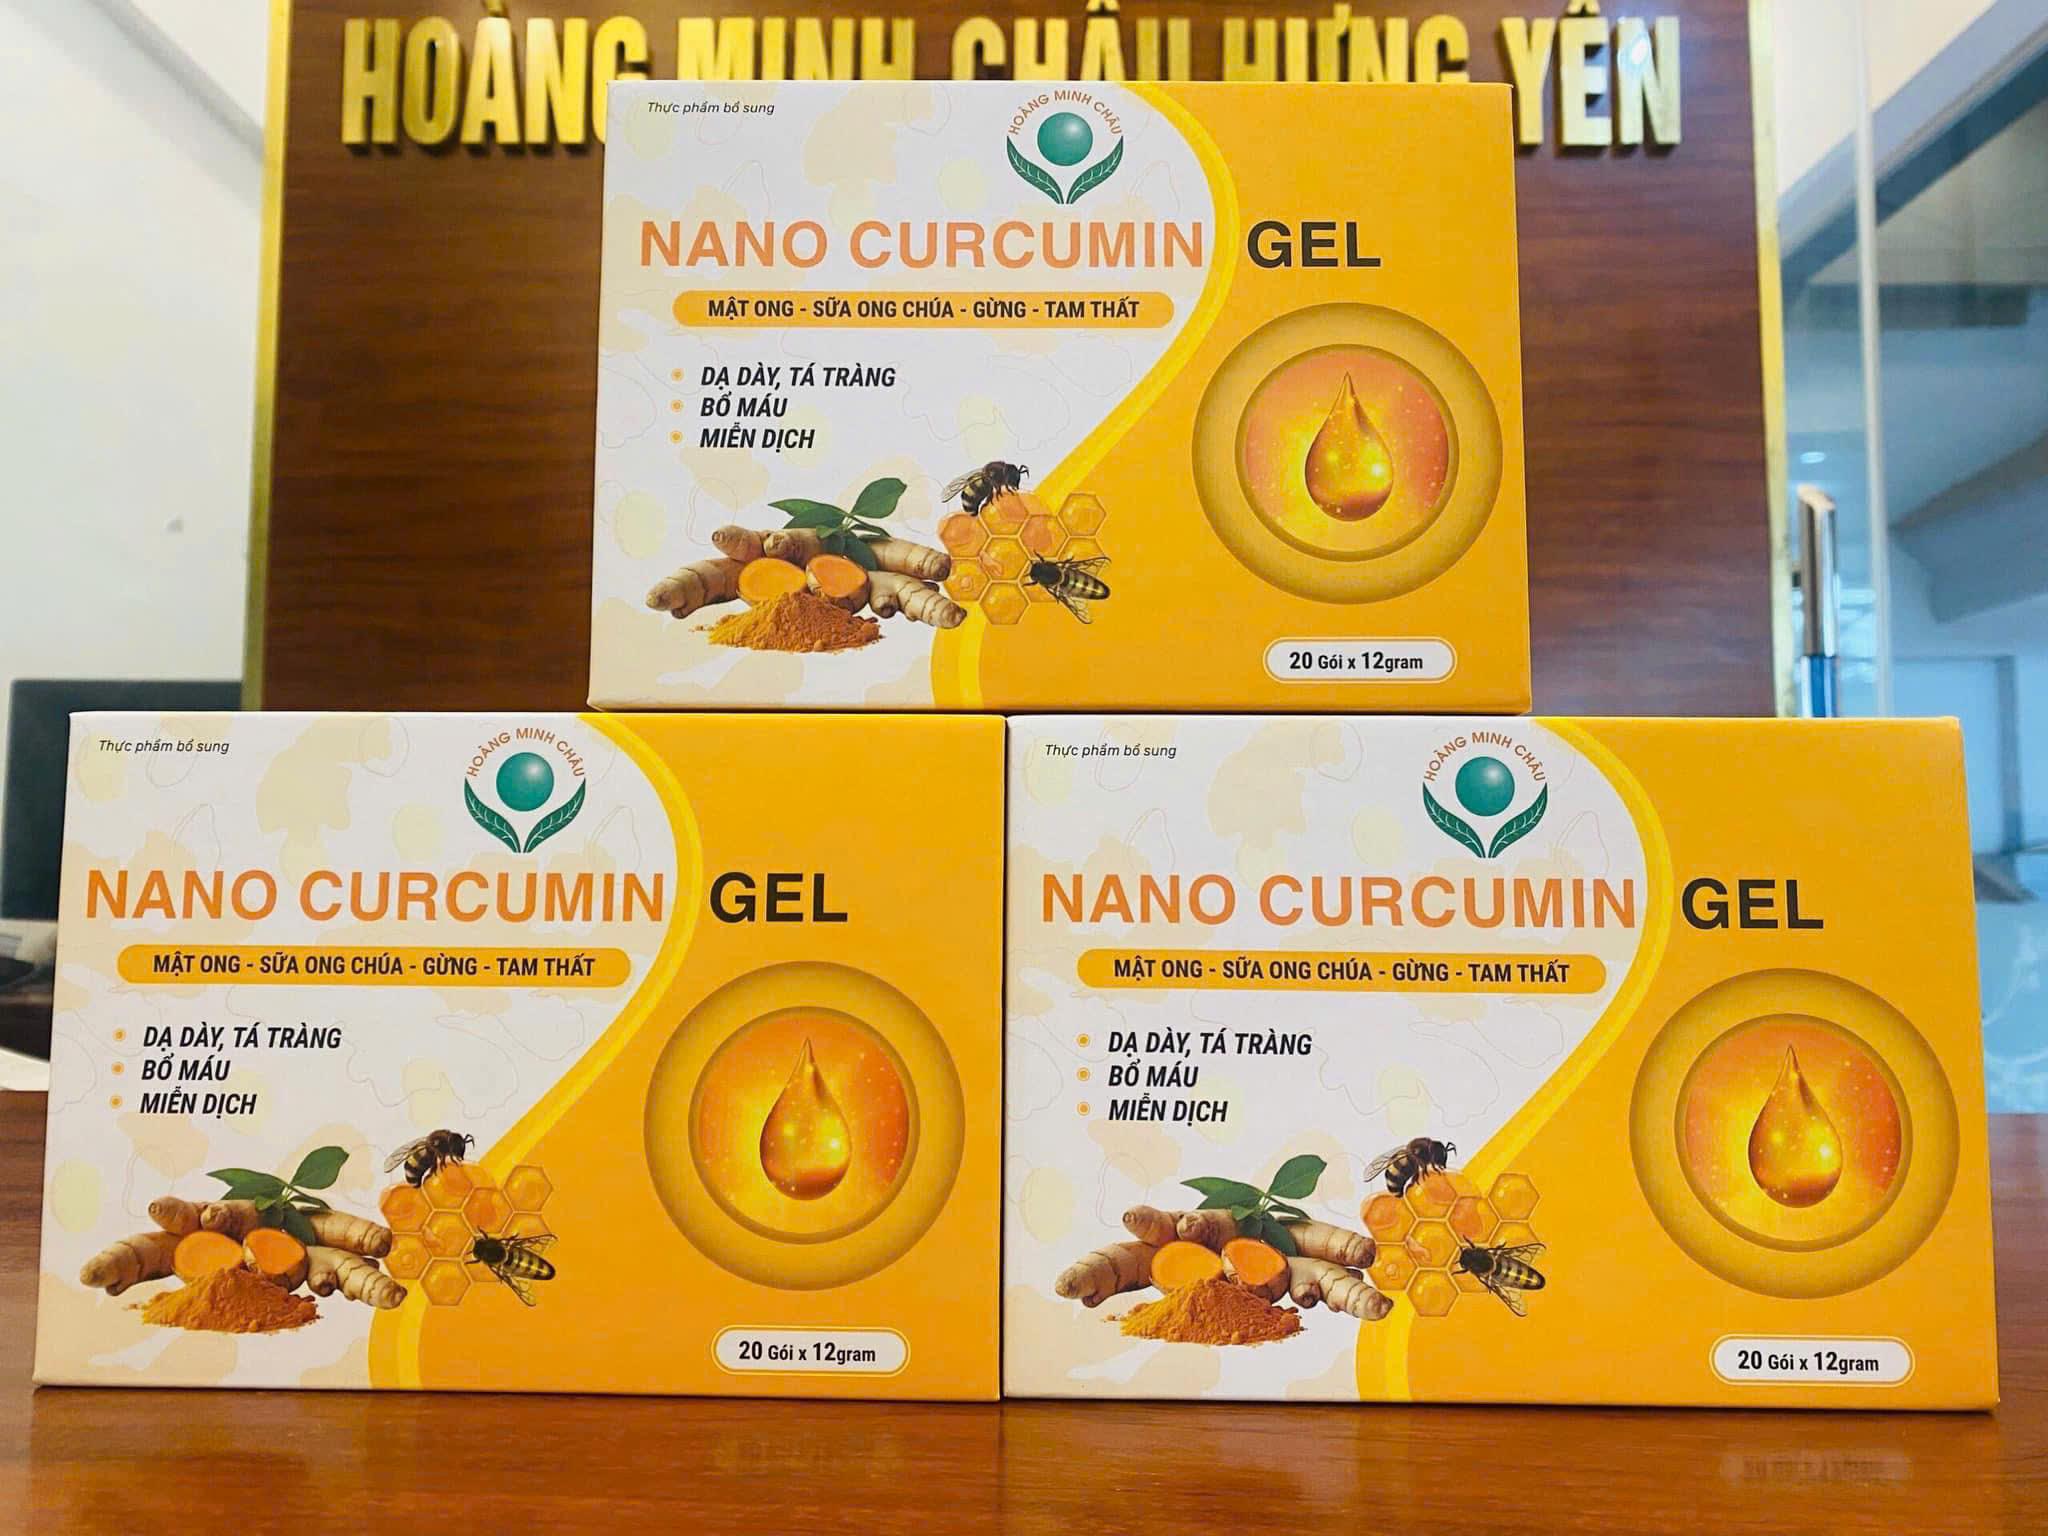 HOÀNG MINH CHÂU HƯNG YÊN
Thực phẩm bổ sung
HOÀNG MINH CHÂU
NANO CURCUMIN GEL
MẬT ONG - SỮA ONG CHÚA - GỪNG - TAM THẤT
DẠ DÀY, TÁ TRÀNG
BỔ MÁU
MIỄN DỊCH
20 Gói x 12gram
Thực phẩm bổ sung
HOÀNG MINH CHÂU
NANO CURCUMIN GEL
MẬT ONG - SỮA ONG CHÚA - GỪNG - TAM THẤT
DẠ DÀY, TÁ TRÀNG
BỔ MÁU
MIỄN DỊCH
20 Gói x 12gram
Thực phẩm bổ sung
HOÀNG MINH CHÂU
NANO CURCUMIN GEL
MẬT ONG - SỮA ONG CHÚA - GỪNG - TAM THẤT
DẠ DÀY, TÁ TRÀNG
BỔ MÁU
MIỄN DỊCH
20 Gói x 12gram